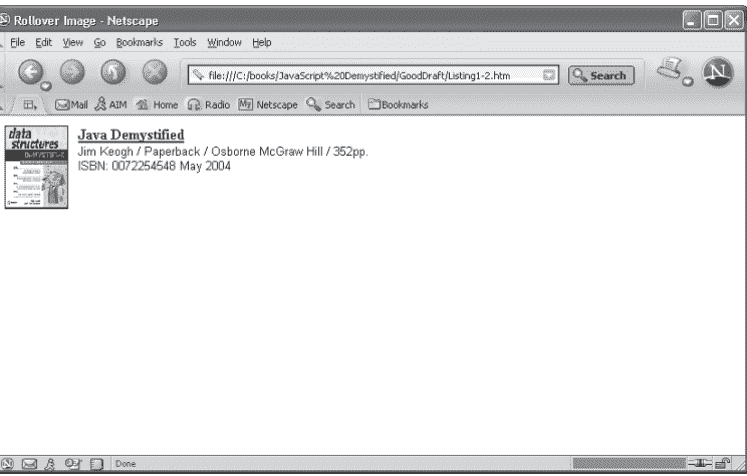 Rollover Image - Netscape
File Edit View Go Bookmarks Tools Window Help
file:///C:/books/JavaScript%20Demystified/GoodDraft/Listing1-2.htm
Search
N
Mail AIM Home Radio My Netscape Search Bookmarks
data
structures
DeMYSTiFieD
Java Demystified
Jim Keogh / Paperback / Osborne McGraw Hill / 352pp.
ISBN: 0072254548 May 2004
Done